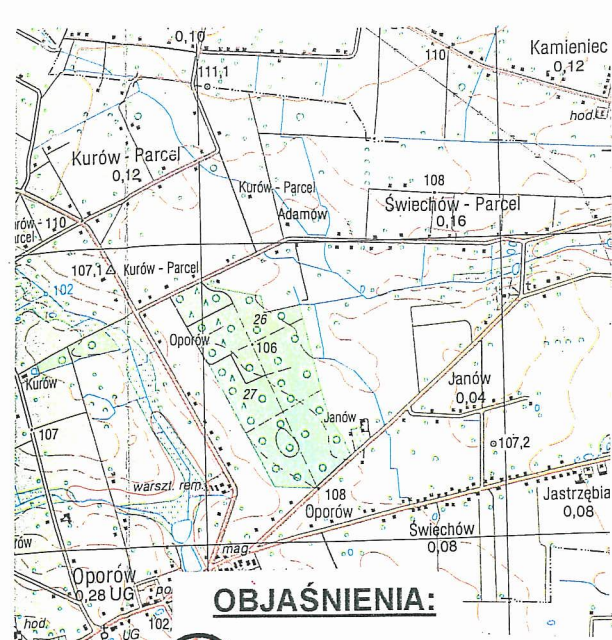 0,10
110
Kamieniec
0,12
111,1
hod.
Kurów - Parcel
0,12
Kurów - Parcel
108
Adamów
Świechów - Parcel
0,16
110
107,1
Kurów - Parcel
102
26
Oporów
106
27
Janów
0,04
Kurów
Janów
107
107,2
warszt. rem.
108
Oporów
Jastrzębia
0,08
Świechów
0,08
mag.
Oporów
0,28 UG
po.
102
hod.
UG
OBJAŚNIENIA: